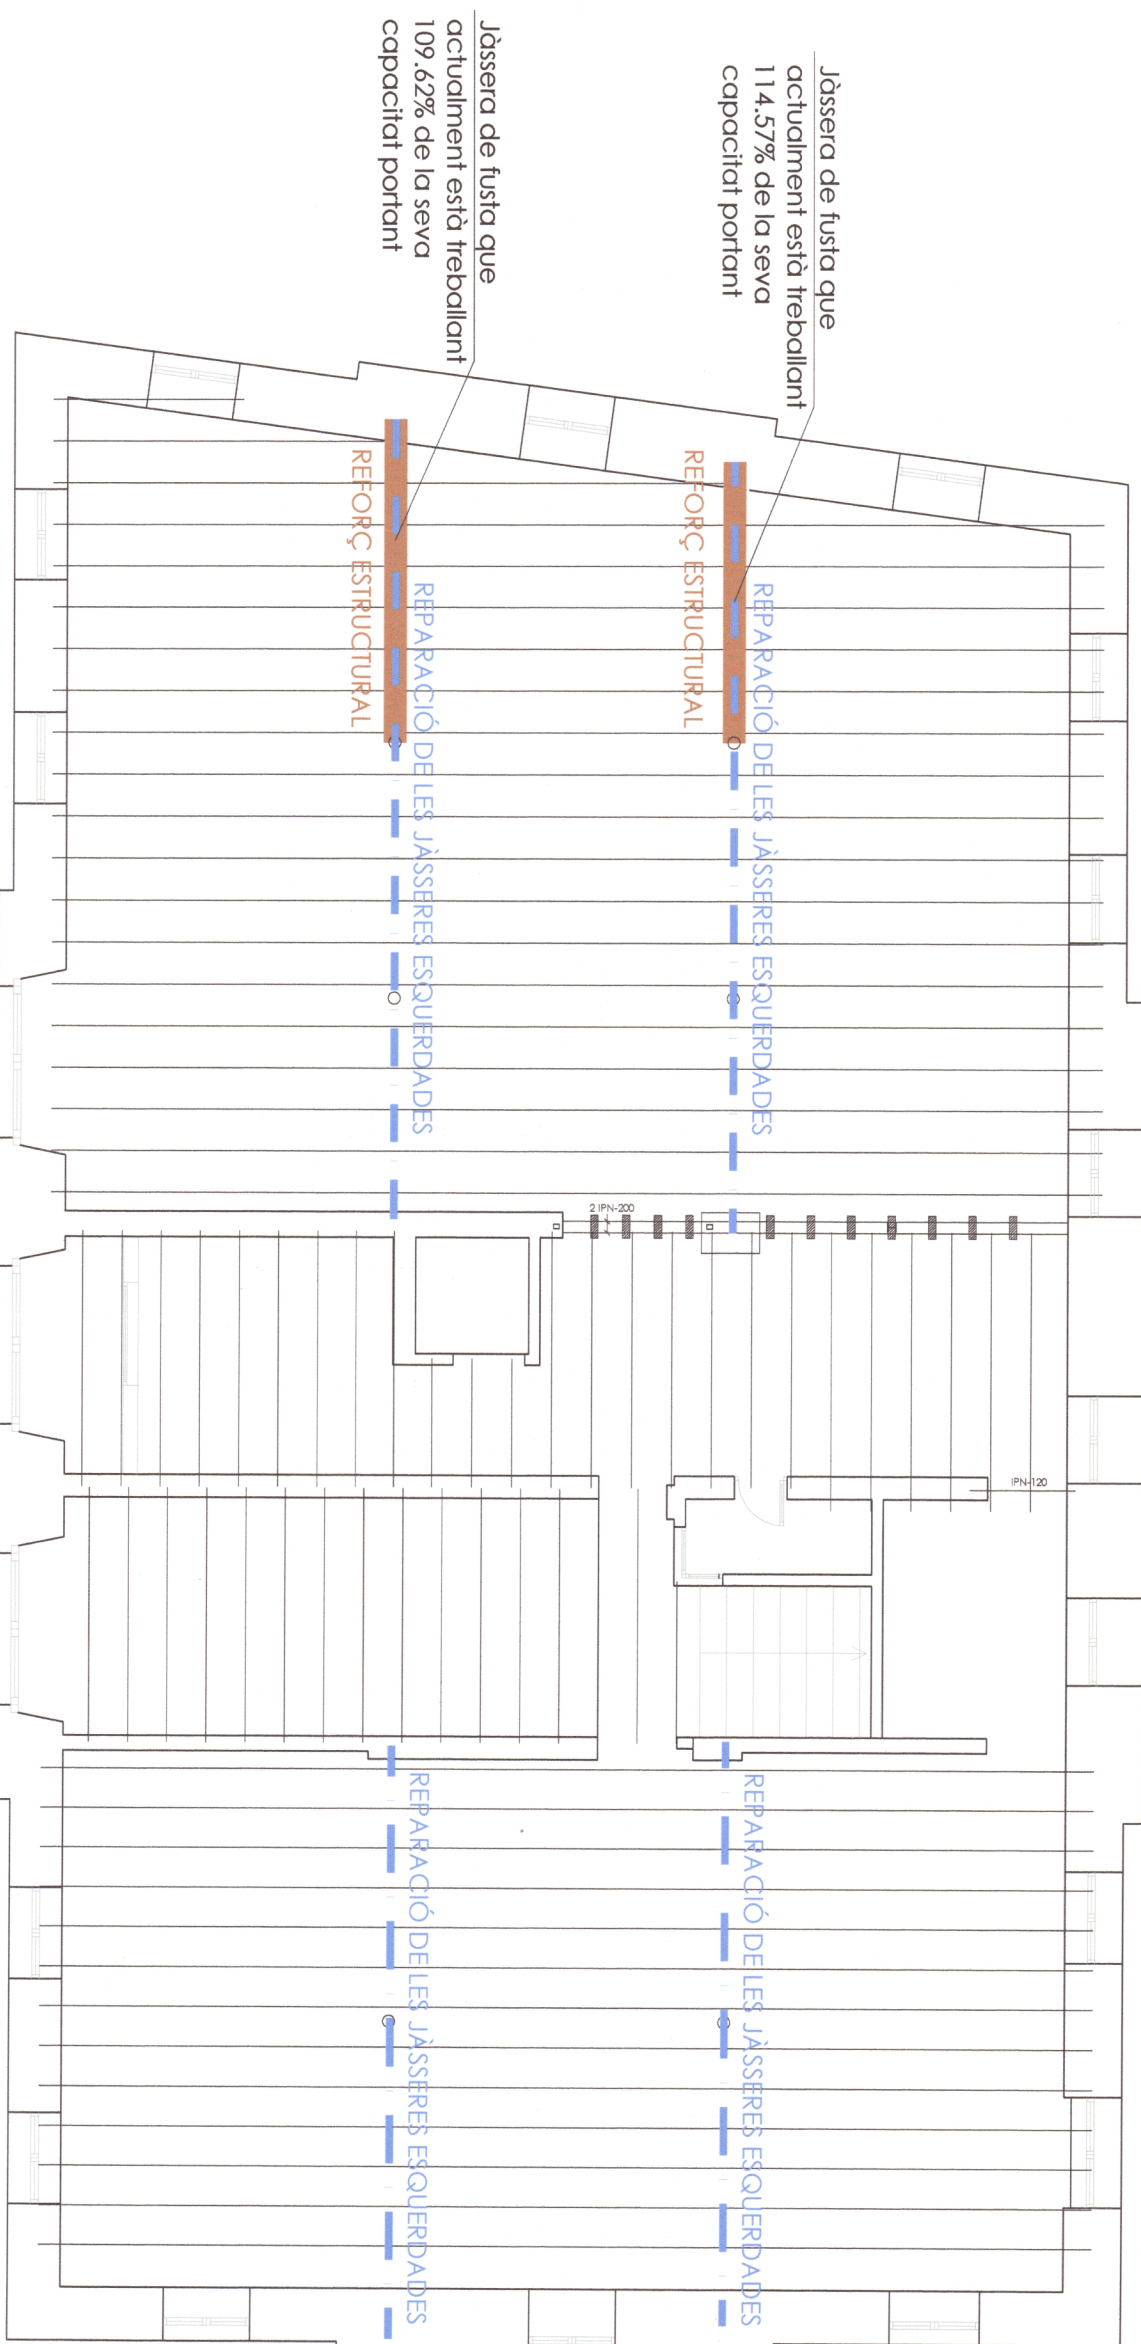 Jàssera de fusta que
actualment està treballant
114.57% de la seva
capacitat portant
Jàssera de fusta que
actualment està treballant
109.62% de la seva
capacitat portant
REPARACIÓ DE LES JÀSSERES ESQUERDADES
REFORÇ ESTRUCTURAL
REPARACIÓ DE LES JÀSSERES ESQUERDADES
REFORÇ ESTRUCTURAL
2 IPN-200
IPN-120
REPARACIÓ DE LES JÀSSERES ESQUERDADES
REPARACIÓ DE LES JÀSSERES ESQUERDADES